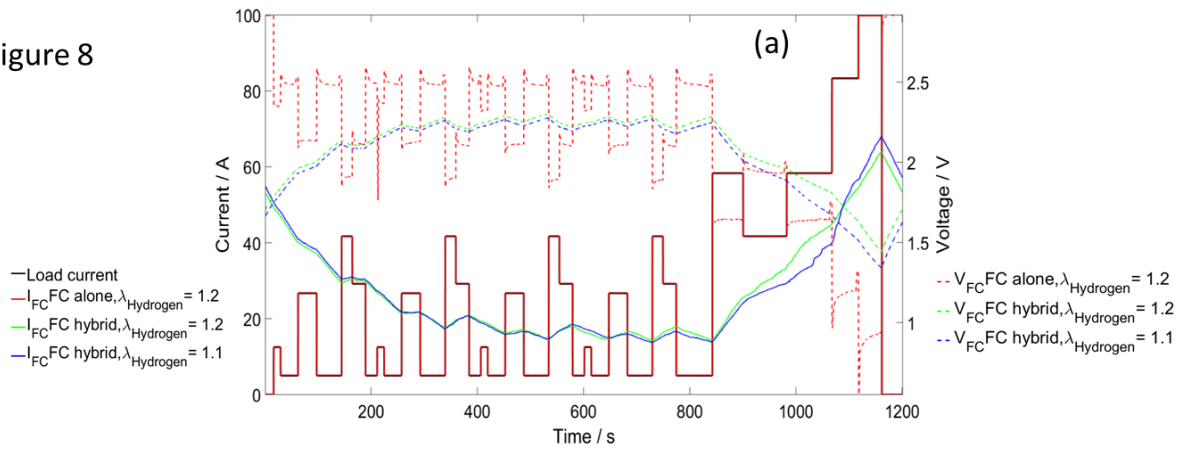 igure 8
(a)
100
80
60
40
20
0
Current / A
2.5
2
1.5
1
Voltage / V
200
400
600
800
1000
1200
Time / s
Load current
I_FC FC alone, λ_Hydrogen = 1.2
I_FC FC hybrid, λ_Hydrogen = 1.2
I_FC FC hybrid, λ_Hydrogen = 1.1
V_FC FC alone, λ_Hydrogen = 1.2
V_FC FC hybrid, λ_Hydrogen = 1.2
V_FC FC hybrid, λ_Hydrogen = 1.1